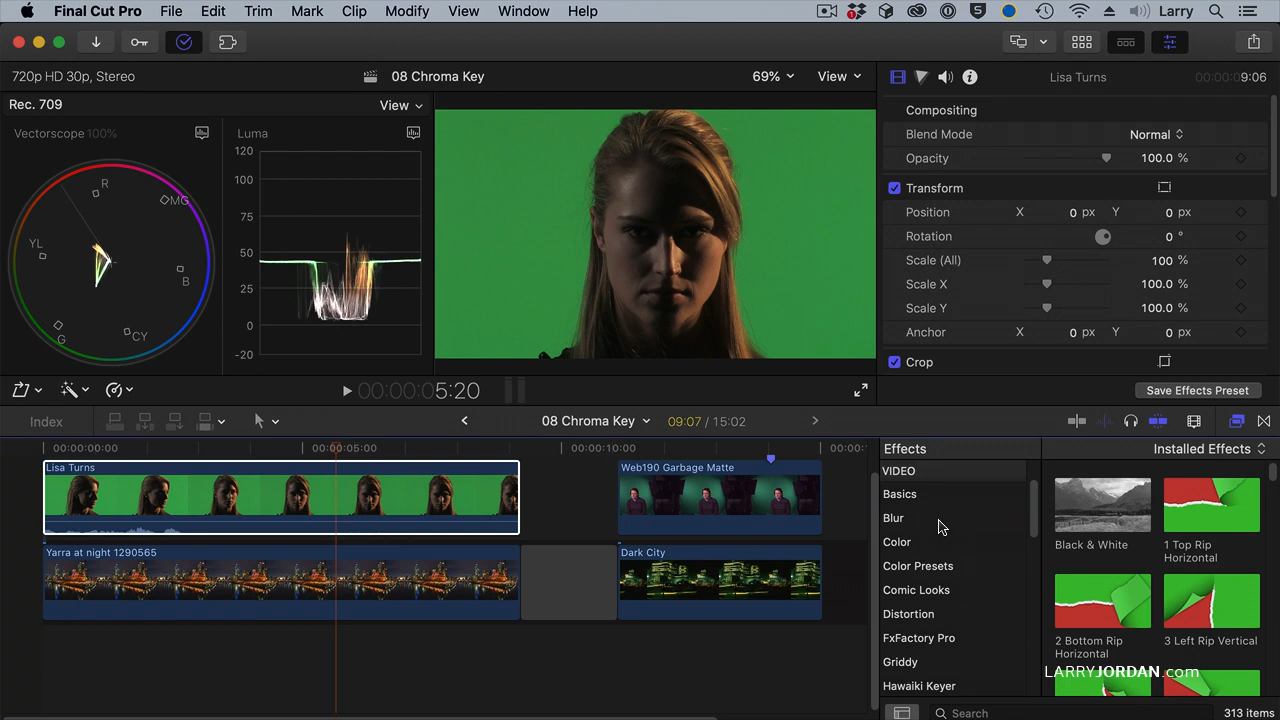 Final Cut Pro File Edit Trim Mark Clip Modify View Window Help Larry
720p HD 30p, Stereo 08 Chroma Key 69% View Lisa Turns 00:00:09:06
Rec. 709 View
Vectorscope 100% Luma
R
MG
YL
B
G
CY
120
100
75
50
25
0
-20
Compositing
Blend Mode Normal
Opacity 100.0 %
Transform
Position X 0 px Y 0 px
Rotation 0 °
Scale (All) 100 %
Scale X 100.0 %
Scale Y 100.0 %
Anchor X 0 px Y 0 px
Crop
00:00:05:20
Save Effects Preset
Index 08 Chroma Key 09:07 / 15:02
00:00:00:00 00:00:05:00 00:00:10:00 00:00:1
Lisa Turns
Web190 Garbage Matte
Yarra at night 1290565
Dark City
Effects Installed Effects
VIDEO
Basics
Blur
Color
Color Presets
Comic Looks
Distortion
FxFactory Pro
Griddy
Hawaiki Keyer
Black & White
1 Top Rip
Horizontal
2 Bottom Rip
Horizontal
3 Left Rip Vertical
LARRYJORDAN.com
Search
313 items